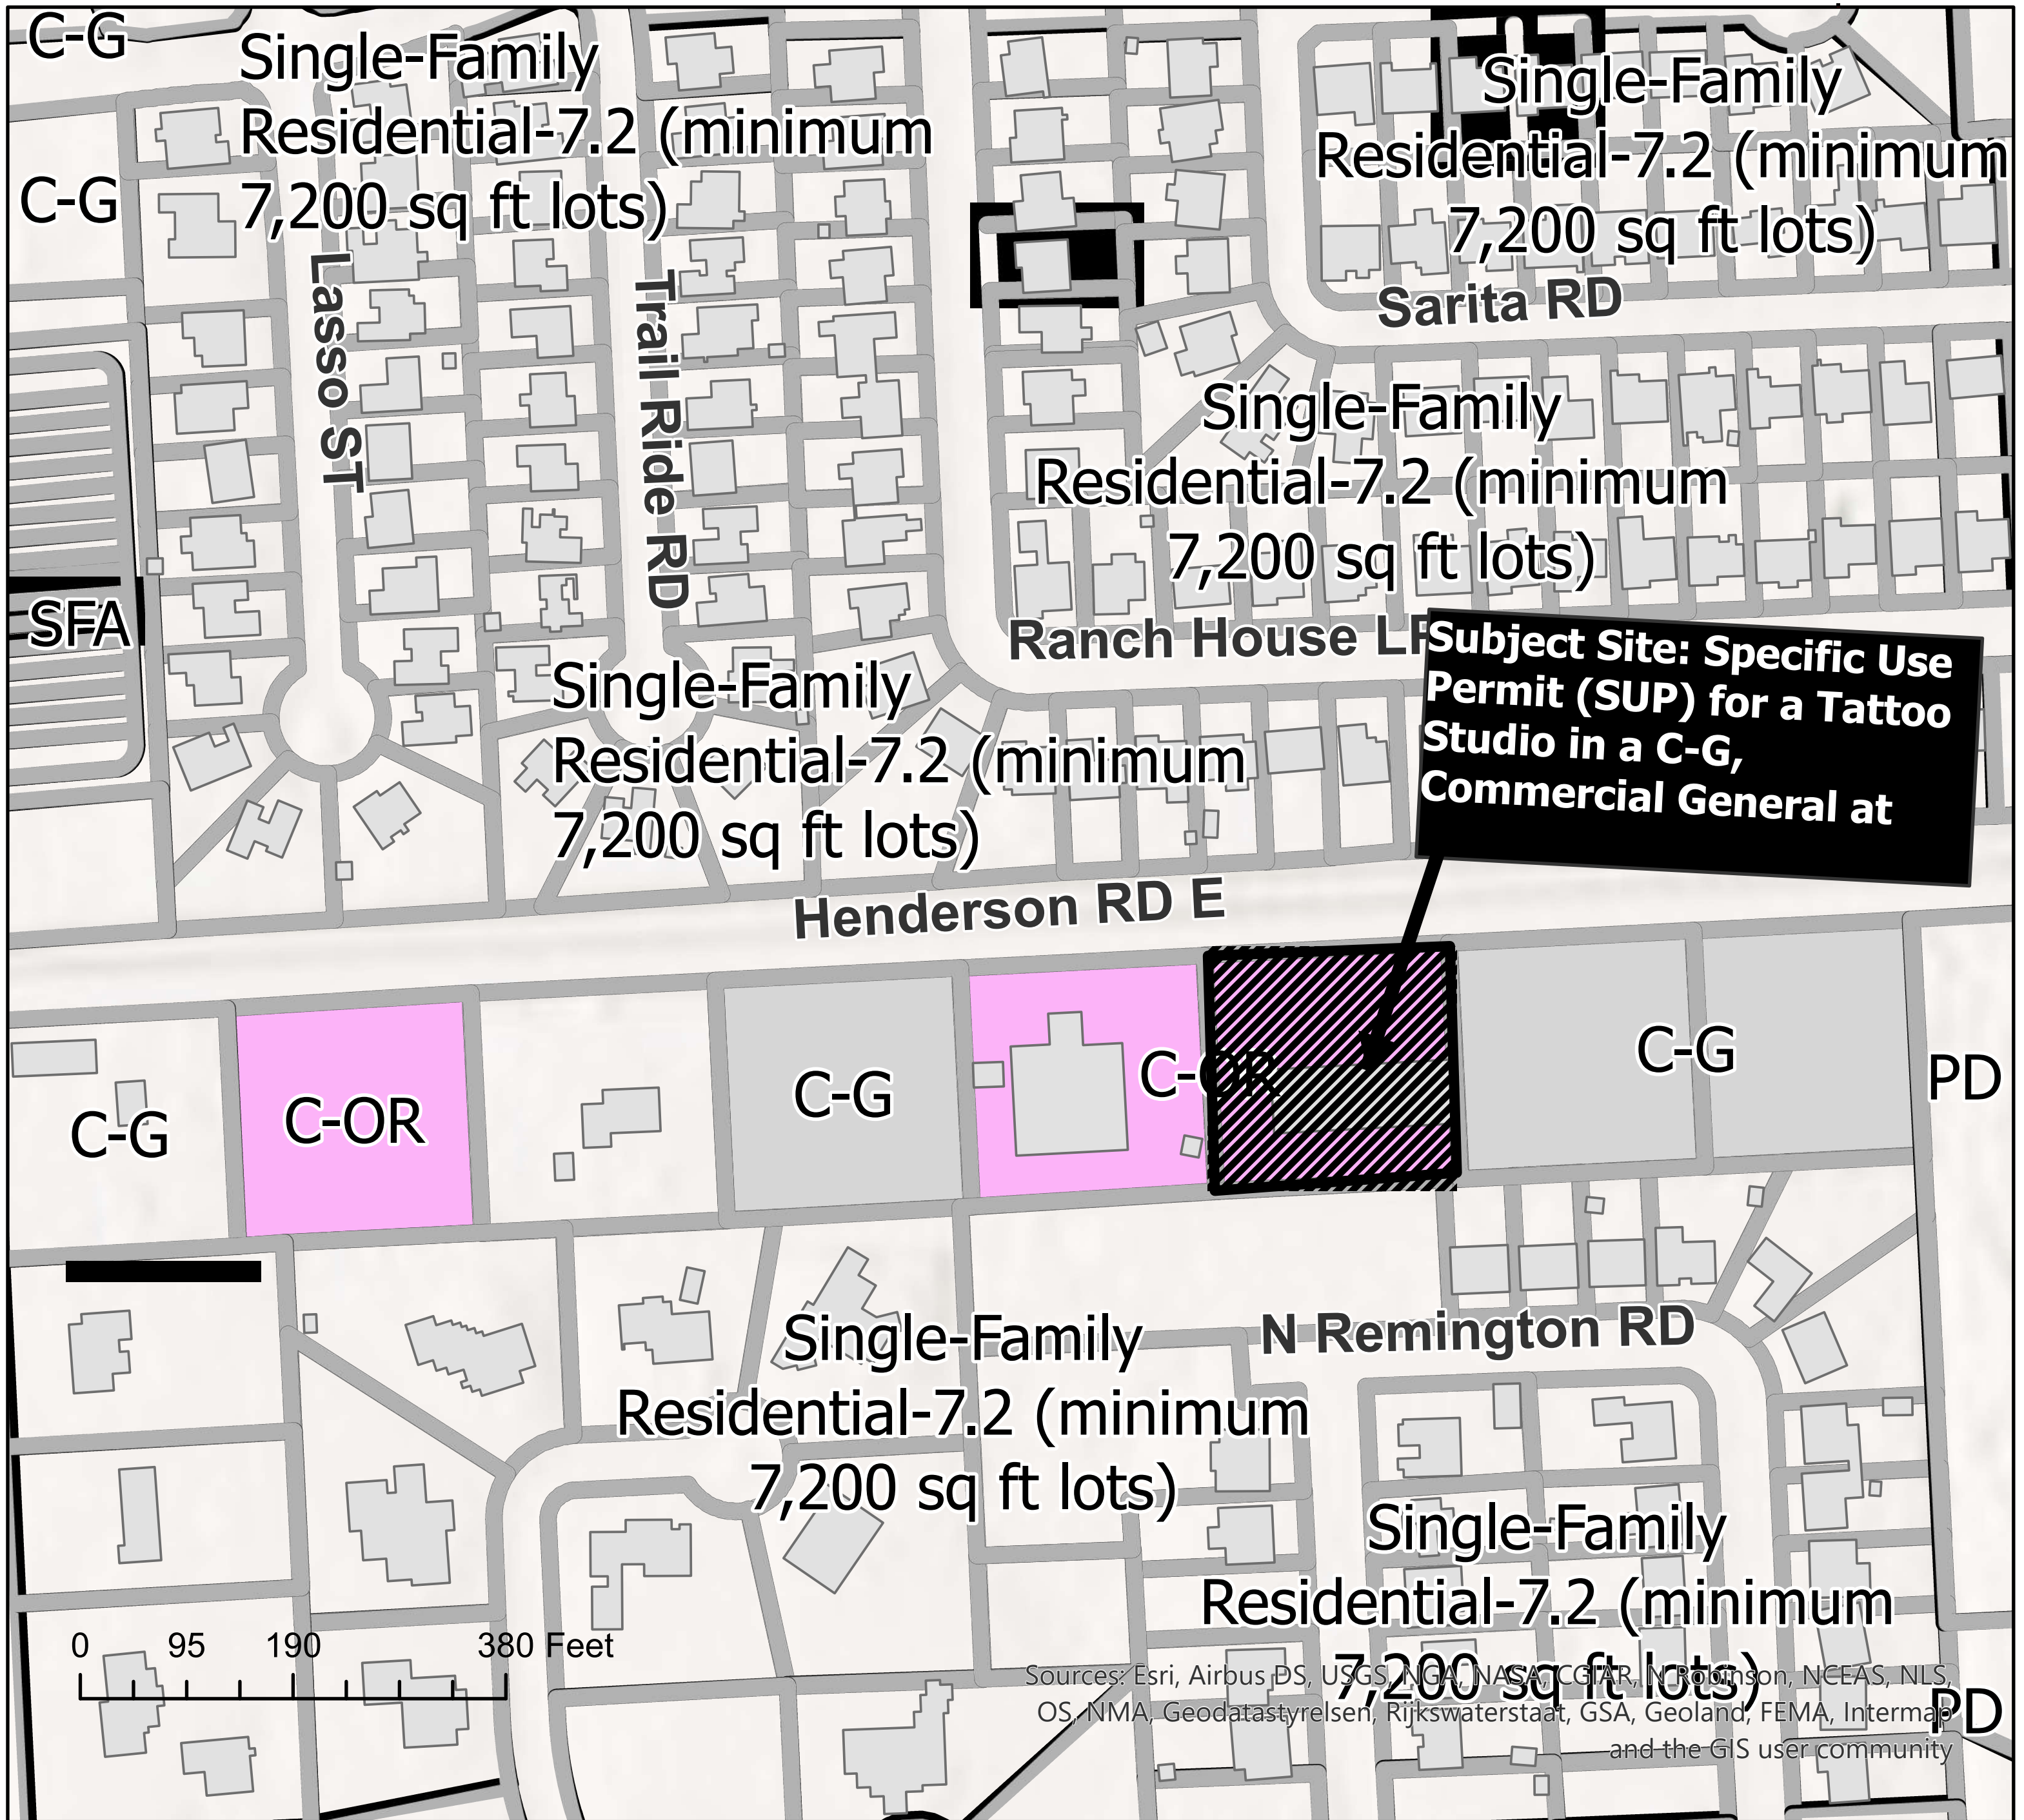 C-G
Single-Family
Residential-7.2 (minimum
7,200 sq ft lots)
Single-Family
Residential-7.2 (minimum
7,200 sq ft lots)
C-G
Lasso ST
Trail Ride RD
Sarita RD
Single-Family
Residential-7.2 (minimum
7,200 sq ft lots)
SFA
Ranch House
Subject Site: Specific Use
Permit (SUP) for a Tattoo
Studio in a C-G,
Commercial General at
Single-Family
Residential-7.2 (minimum
7,200 sq ft lots)
Henderson RD E
C-G
C-OR
C-G
C-OR
C-G
PD
N Remington RD
Single-Family
Residential-7.2 (minimum
7,200 sq ft lots)
Single-Family
Residential-7.2 (minimum
7,200 sq ft lots)
0 95 190 380 Feet
Sources: Esri, Airbus DS, USGS, NGA, NASA, CGIAR, N Robinson, NCEAS, NLS,
OS, NMA, Geodatastyrelsen, Rijkswaterstaat, GSA, Geoland, FEMA, Intermap
and the GIS user community
PD